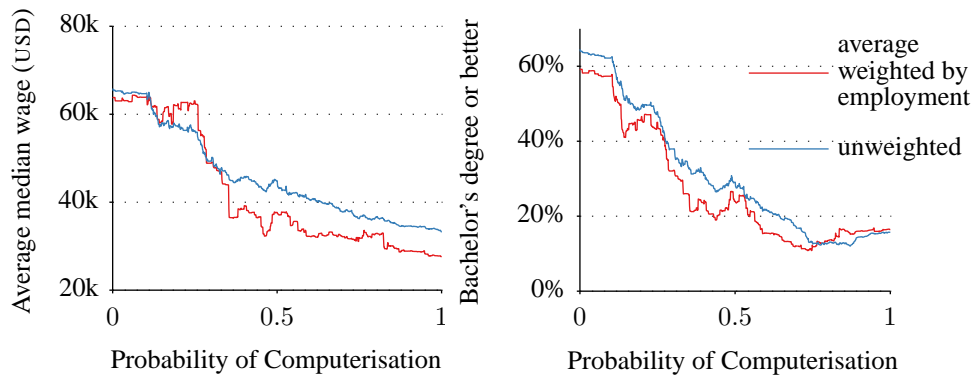 Average median wage (USD)
80k
60k
40k
20k
0
0.5
1
Probability of Computerisation
Bachelor's degree or better
60%
40%
20%
0%
0
0.5
1
Probability of Computerisation
average
weighted by
employment
unweighted